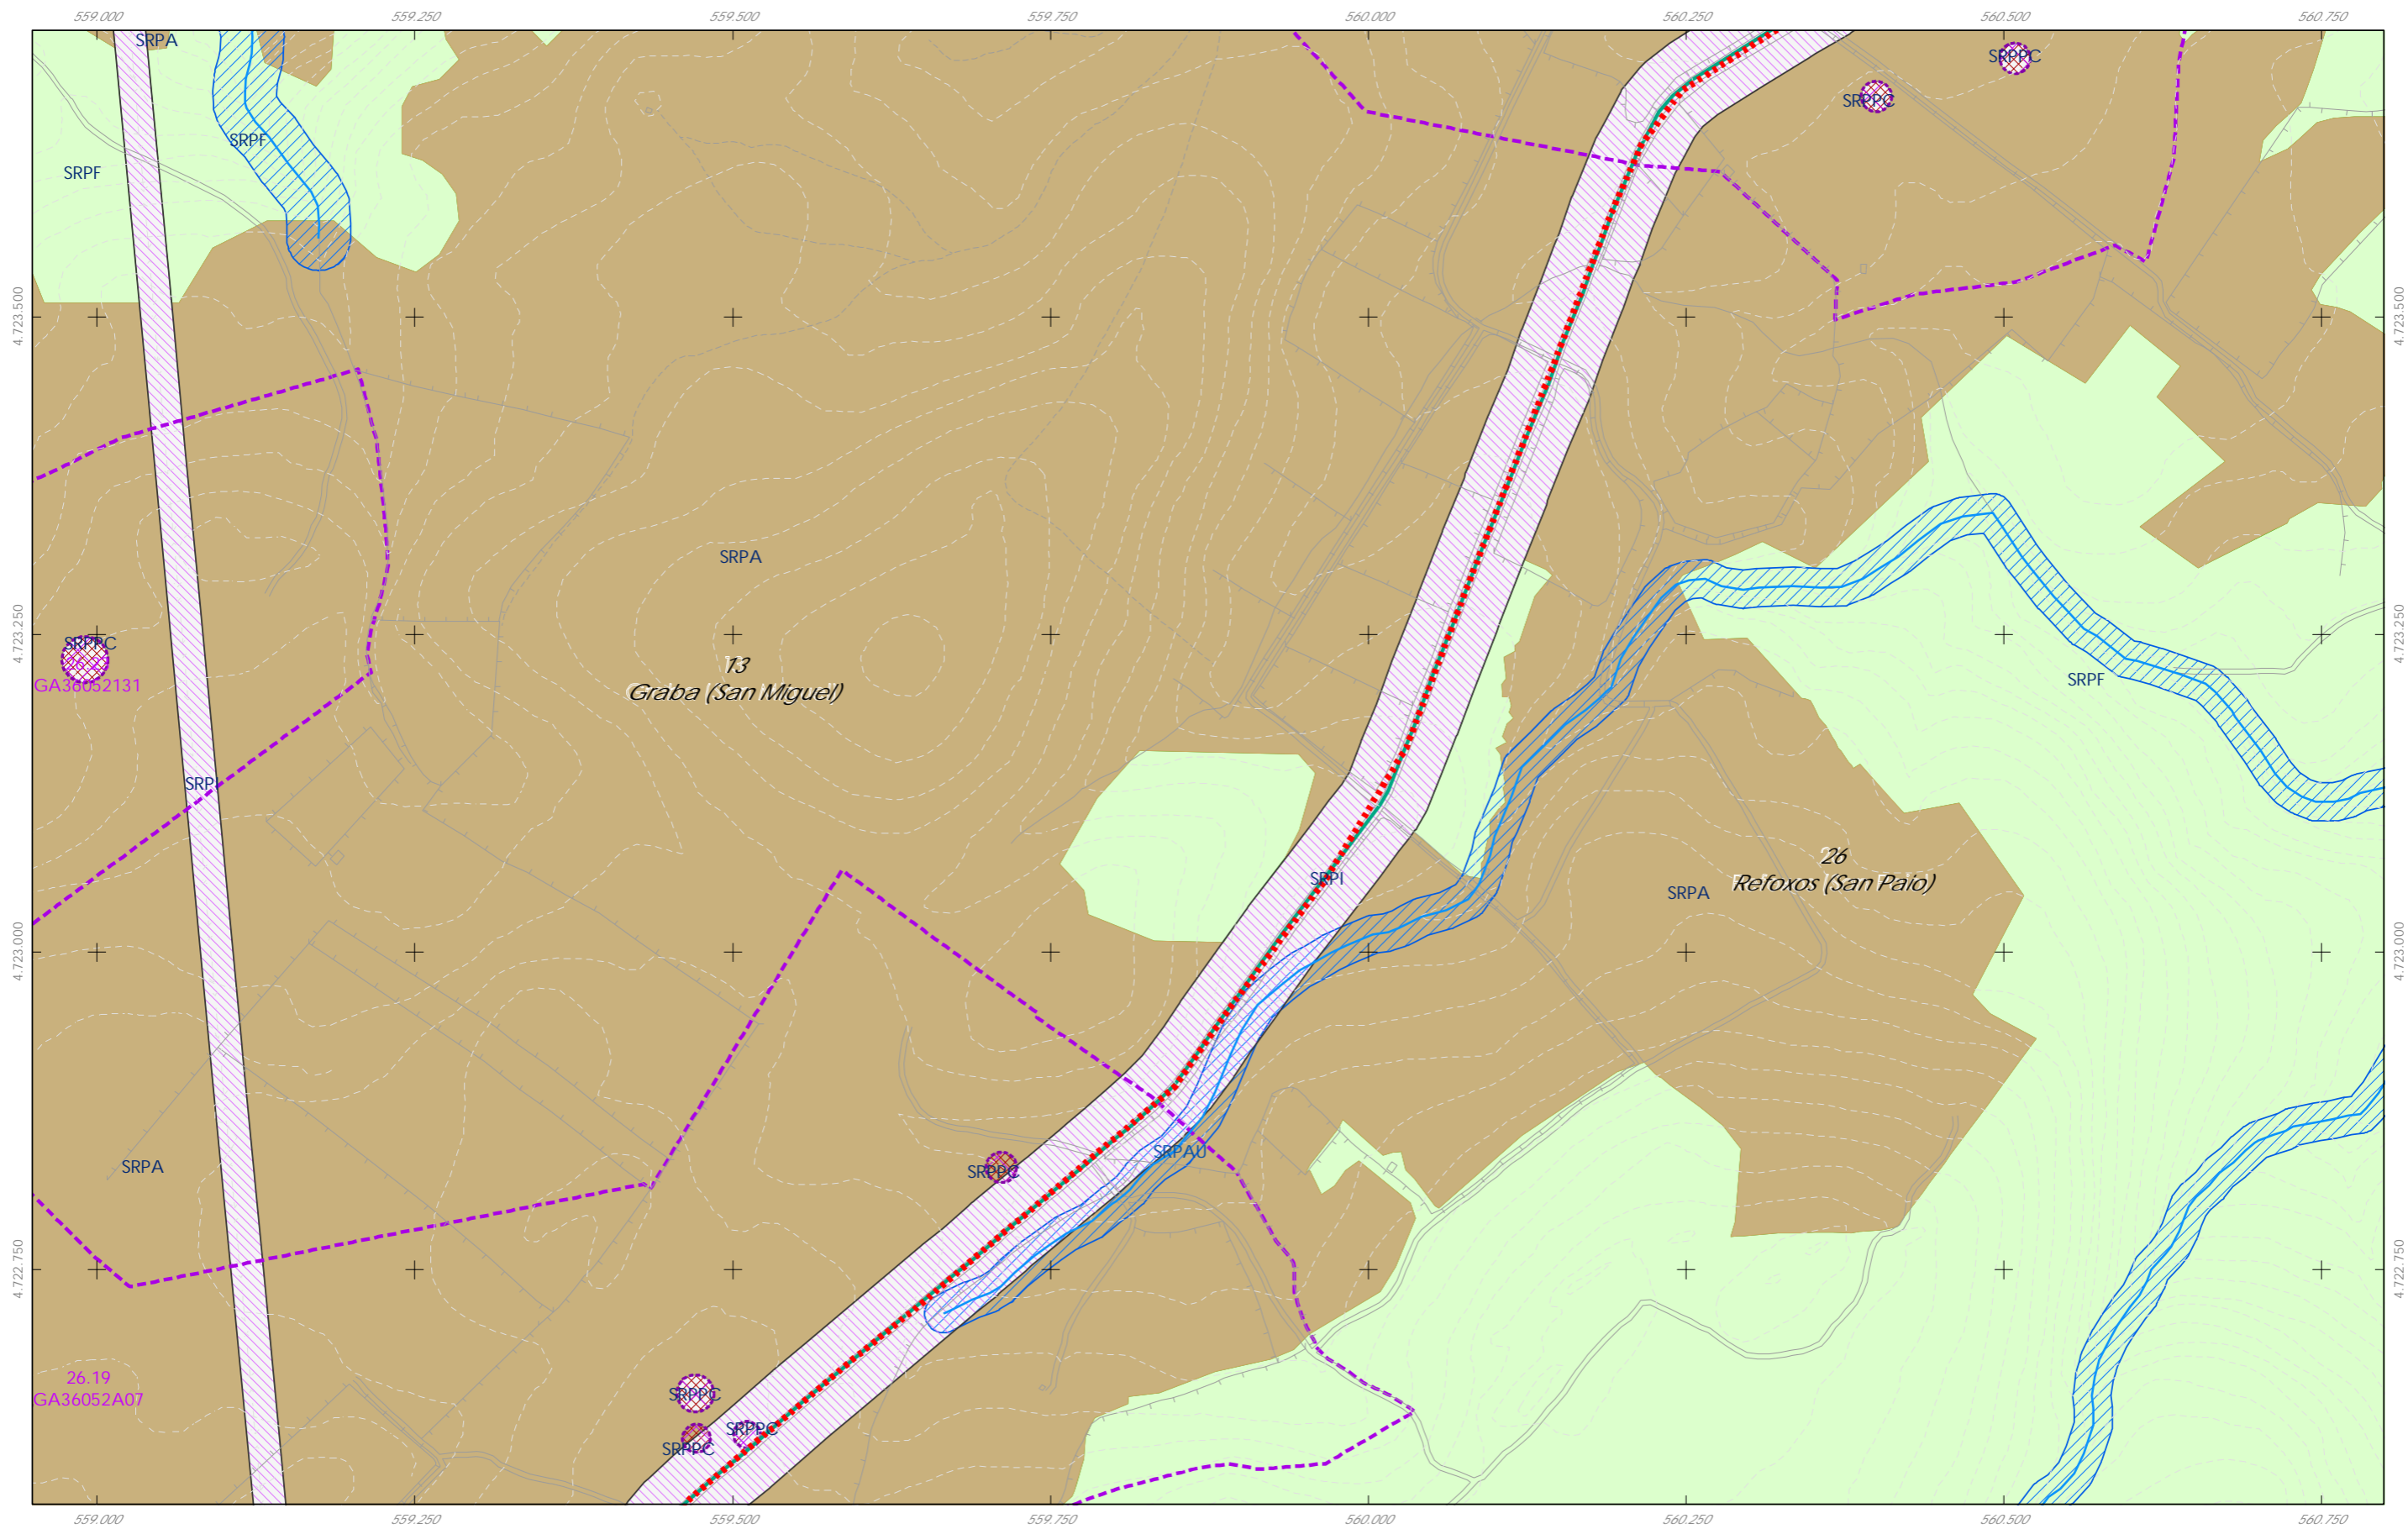 559.000 559.250 559.500 559.750 560.000 560.250 560.500 560.750
SRPA
SRPPC
SRPPC
SRPF
SRPF
4.723.500 4.723.500
SRPA
4.723.250 4.723.250
SRPPC
GA36052131
13
Graba (San Miguel)
SRPF
SRPI
26
Refoxos (San Paio)
SRPI
SRPA
4.723.000 4.723.000
SRPAU
SRPA
SRPPC
4.722.750 4.722.750
26.19
GA36052A07
SRPPC
SRPPC
SRPPC
559.000 559.250 559.500 559.750 560.000 560.250 560.500 560.750